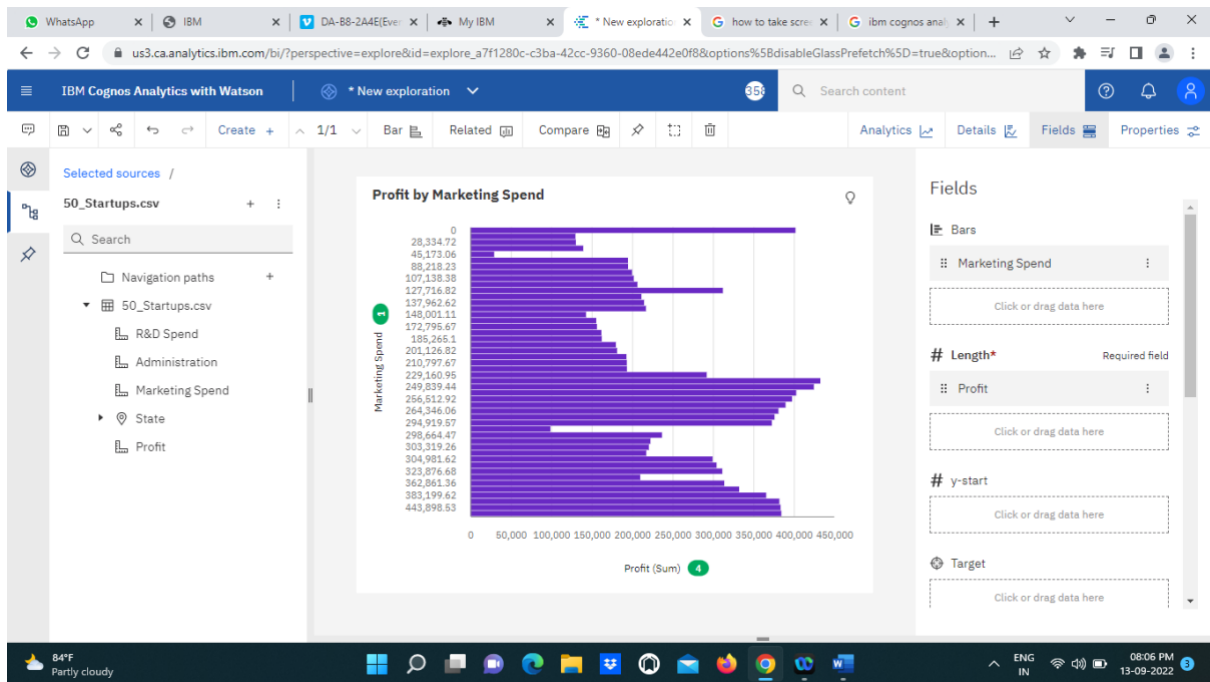 WhatsApp
IBM
DA-B8-2A4E(Ever
My IBM
* New exploratio
how to take scree
ibm cognos anal
us3.ca.analytics.ibm.com/bi/?perspective=explore&id=explore_a7f1280c-c3ba-42cc-9360-08ede442e0f8&options%5BdisableGlassPrefetch%5D=true&option...
IBM Cognos Analytics with Watson
* New exploration
Search content
Create +
1/1
Bar
Related
Compare
Analytics
Details
Fields
Properties
Selected sources /
50_Startups.csv
Search
Navigation paths
50_Startups.csv
R&D Spend
Administration
Marketing Spend
State
Profit
Profit by Marketing Spend
0
28,334.72
45,173.06
88,218.23
107,138.38
127,716.82
137,962.62
148,001.11
172,795.67
185,265.1
201,126.82
210,797.67
229,160.95
249,839.44
256,512.92
264,346.06
294,919.57
298,664.47
303,319.26
304,981.62
323,876.68
362,861.36
383,199.62
443,898.53
Marketing Spend
0 50,000 100,000 150,000 200,000 250,000 300,000 350,000 400,000 450,000
Profit (Sum) 4
Fields
Bars
Marketing Spend
Click or drag data here
# Length* Required field
Profit
Click or drag data here
# y-start
Click or drag data here
Target
Click or drag data here
84°F
Partly cloudy
ENG
IN
08:06 PM
13-09-2022
3